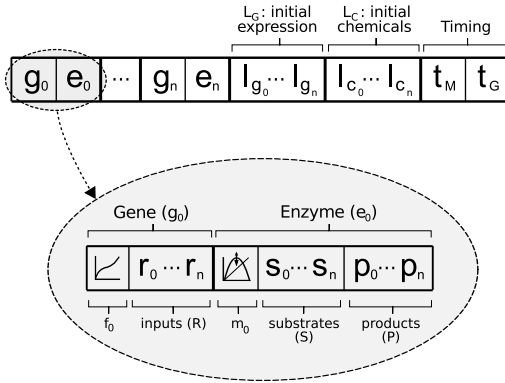 L_G: initial expression
L_C: initial chemicals
Timing
g₀ e₀ ... gₙ eₙ l_g₀... l_gₙ l_c₀... l_cₙ t_M t_G
Gene (g₀)
Enzyme (e₀)
r₀ ... rₙ s₀... sₙ p₀... pₙ
f₀
inputs (R)
m₀
substrates (S)
products (P)